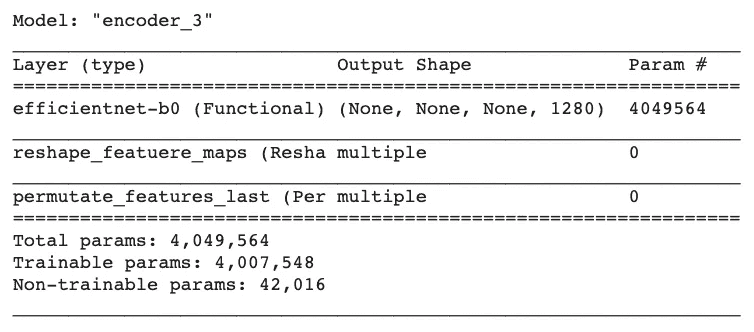 Model: "encoder_3"
Layer (type) Output Shape Param #
efficientnet-b0 (Functional) (None, None, None, 1280) 4049564
reshape_featuere_maps (Resha multiple 0
permutate_features_last (Per multiple 0
Total params: 4,049,564
Trainable params: 4,007,548
Non-trainable params: 42,016